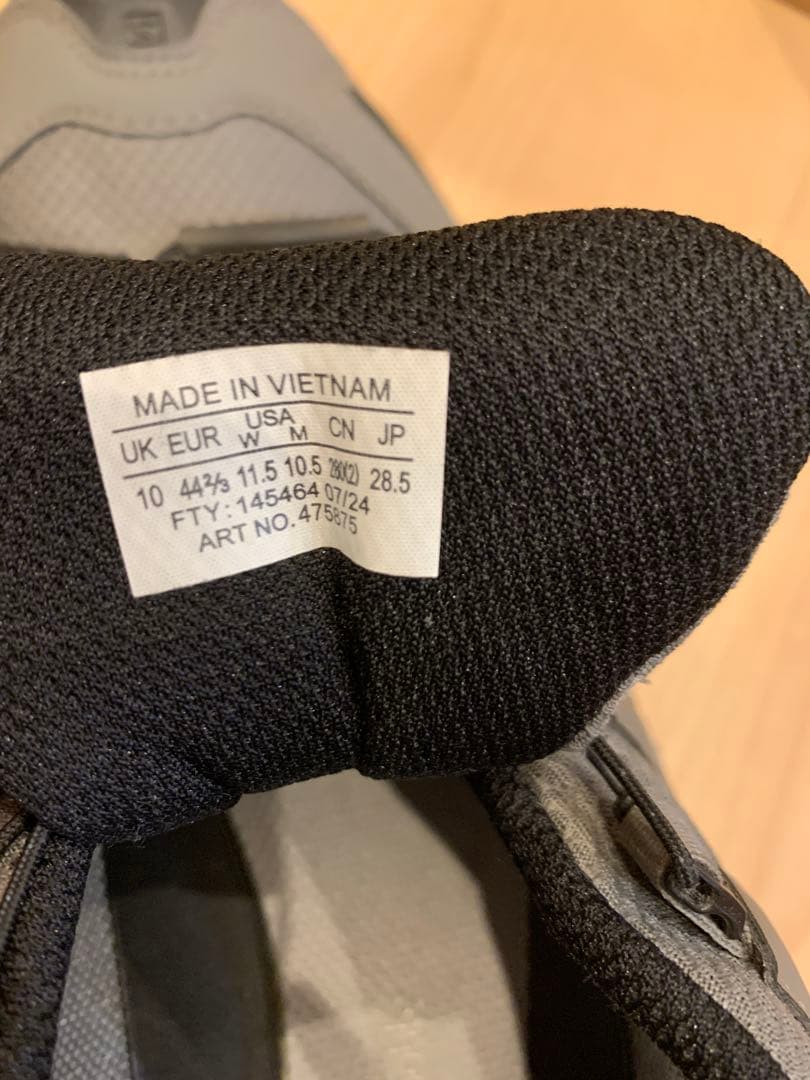 MADE IN VIETNAM
UK EUR USA W M CN JP
10 44⅔ 11.5 10.5 280(2) 28.5
FTY: 145464 07/24
ART NO. 475875